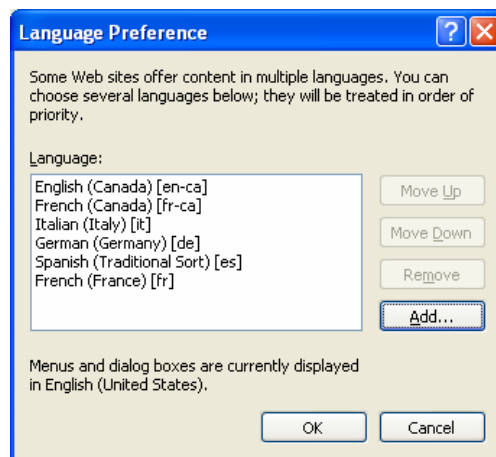 Language Preference
Some Web sites offer content in multiple languages. You can
choose several languages below; they will be treated in order of
priority.
Language:
English (Canada) [en-ca]
French (Canada) [fr-ca]
Italian (Italy) [it]
German (Germany) [de]
Spanish (Traditional Sort) [es]
French (France) [fr]
Move Up
Move Down
Remove
Add...
Menus and dialog boxes are currently displayed
in English (United States).
OK
Cancel